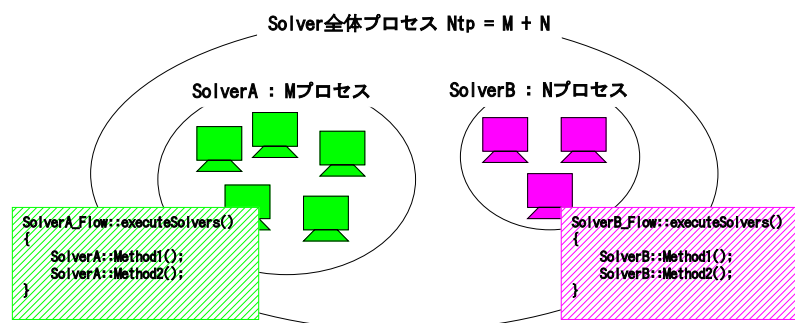 Solver全体プロセス Ntp = M + N
SolverA : Mプロセス
SolverB : Nプロセス
SolverA_Flow::executeSolvers()
{
SolverA::Method1();
SolverA::Method2();
}
SolverB_Flow::executeSolvers()
{
SolverB::Method1();
SolverB::Method2();
}